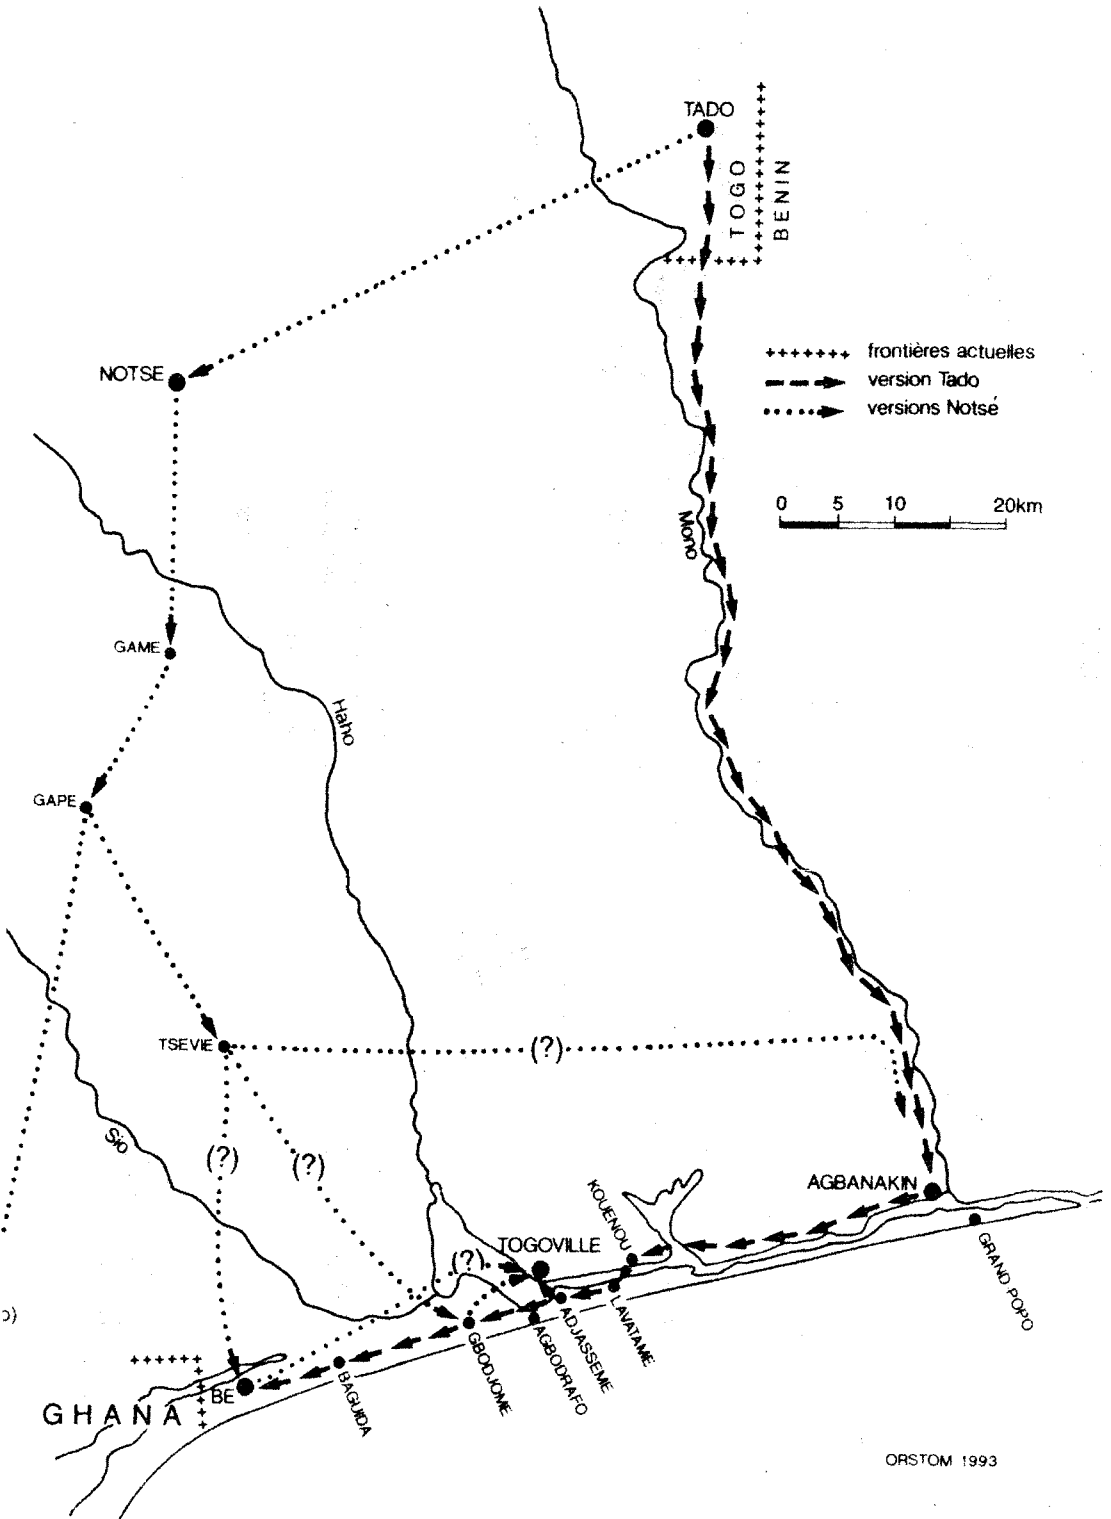 TADO
TOGO
BENIN
NOTSE
+++++++ frontières actuelles
version Tado
versions Notsé
0 5 10 20km
Mono
GAME
Haho
GAPE
TSEVIE
(?)
Sio
(?)
(?)
AGBANAKIN
KOUENOU
TOGOVILLE
(?)
GRAND-POPO
LAVATAME
ADJASSEME
AGBODRAFO
GBODJOME
BAGUIDA
BE
GHANA
ORSTOM 1993